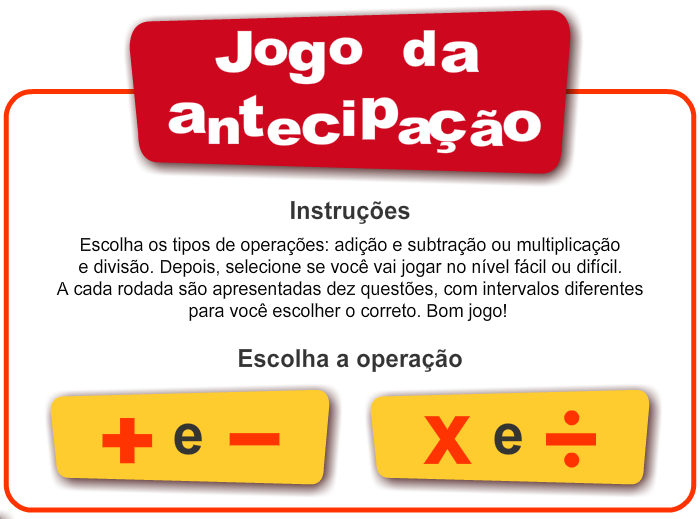 Jogo da
antecipação
Instruções
Escolha os tipos de operações: adição e subtração ou multiplicação
e divisão. Depois, selecione se você vai jogar no nível fácil ou difícil.
A cada rodada são apresentadas dez questões, com intervalos diferentes
para você escolher o correto. Bom jogo!
Escolha a operação
+ e −
x e ÷